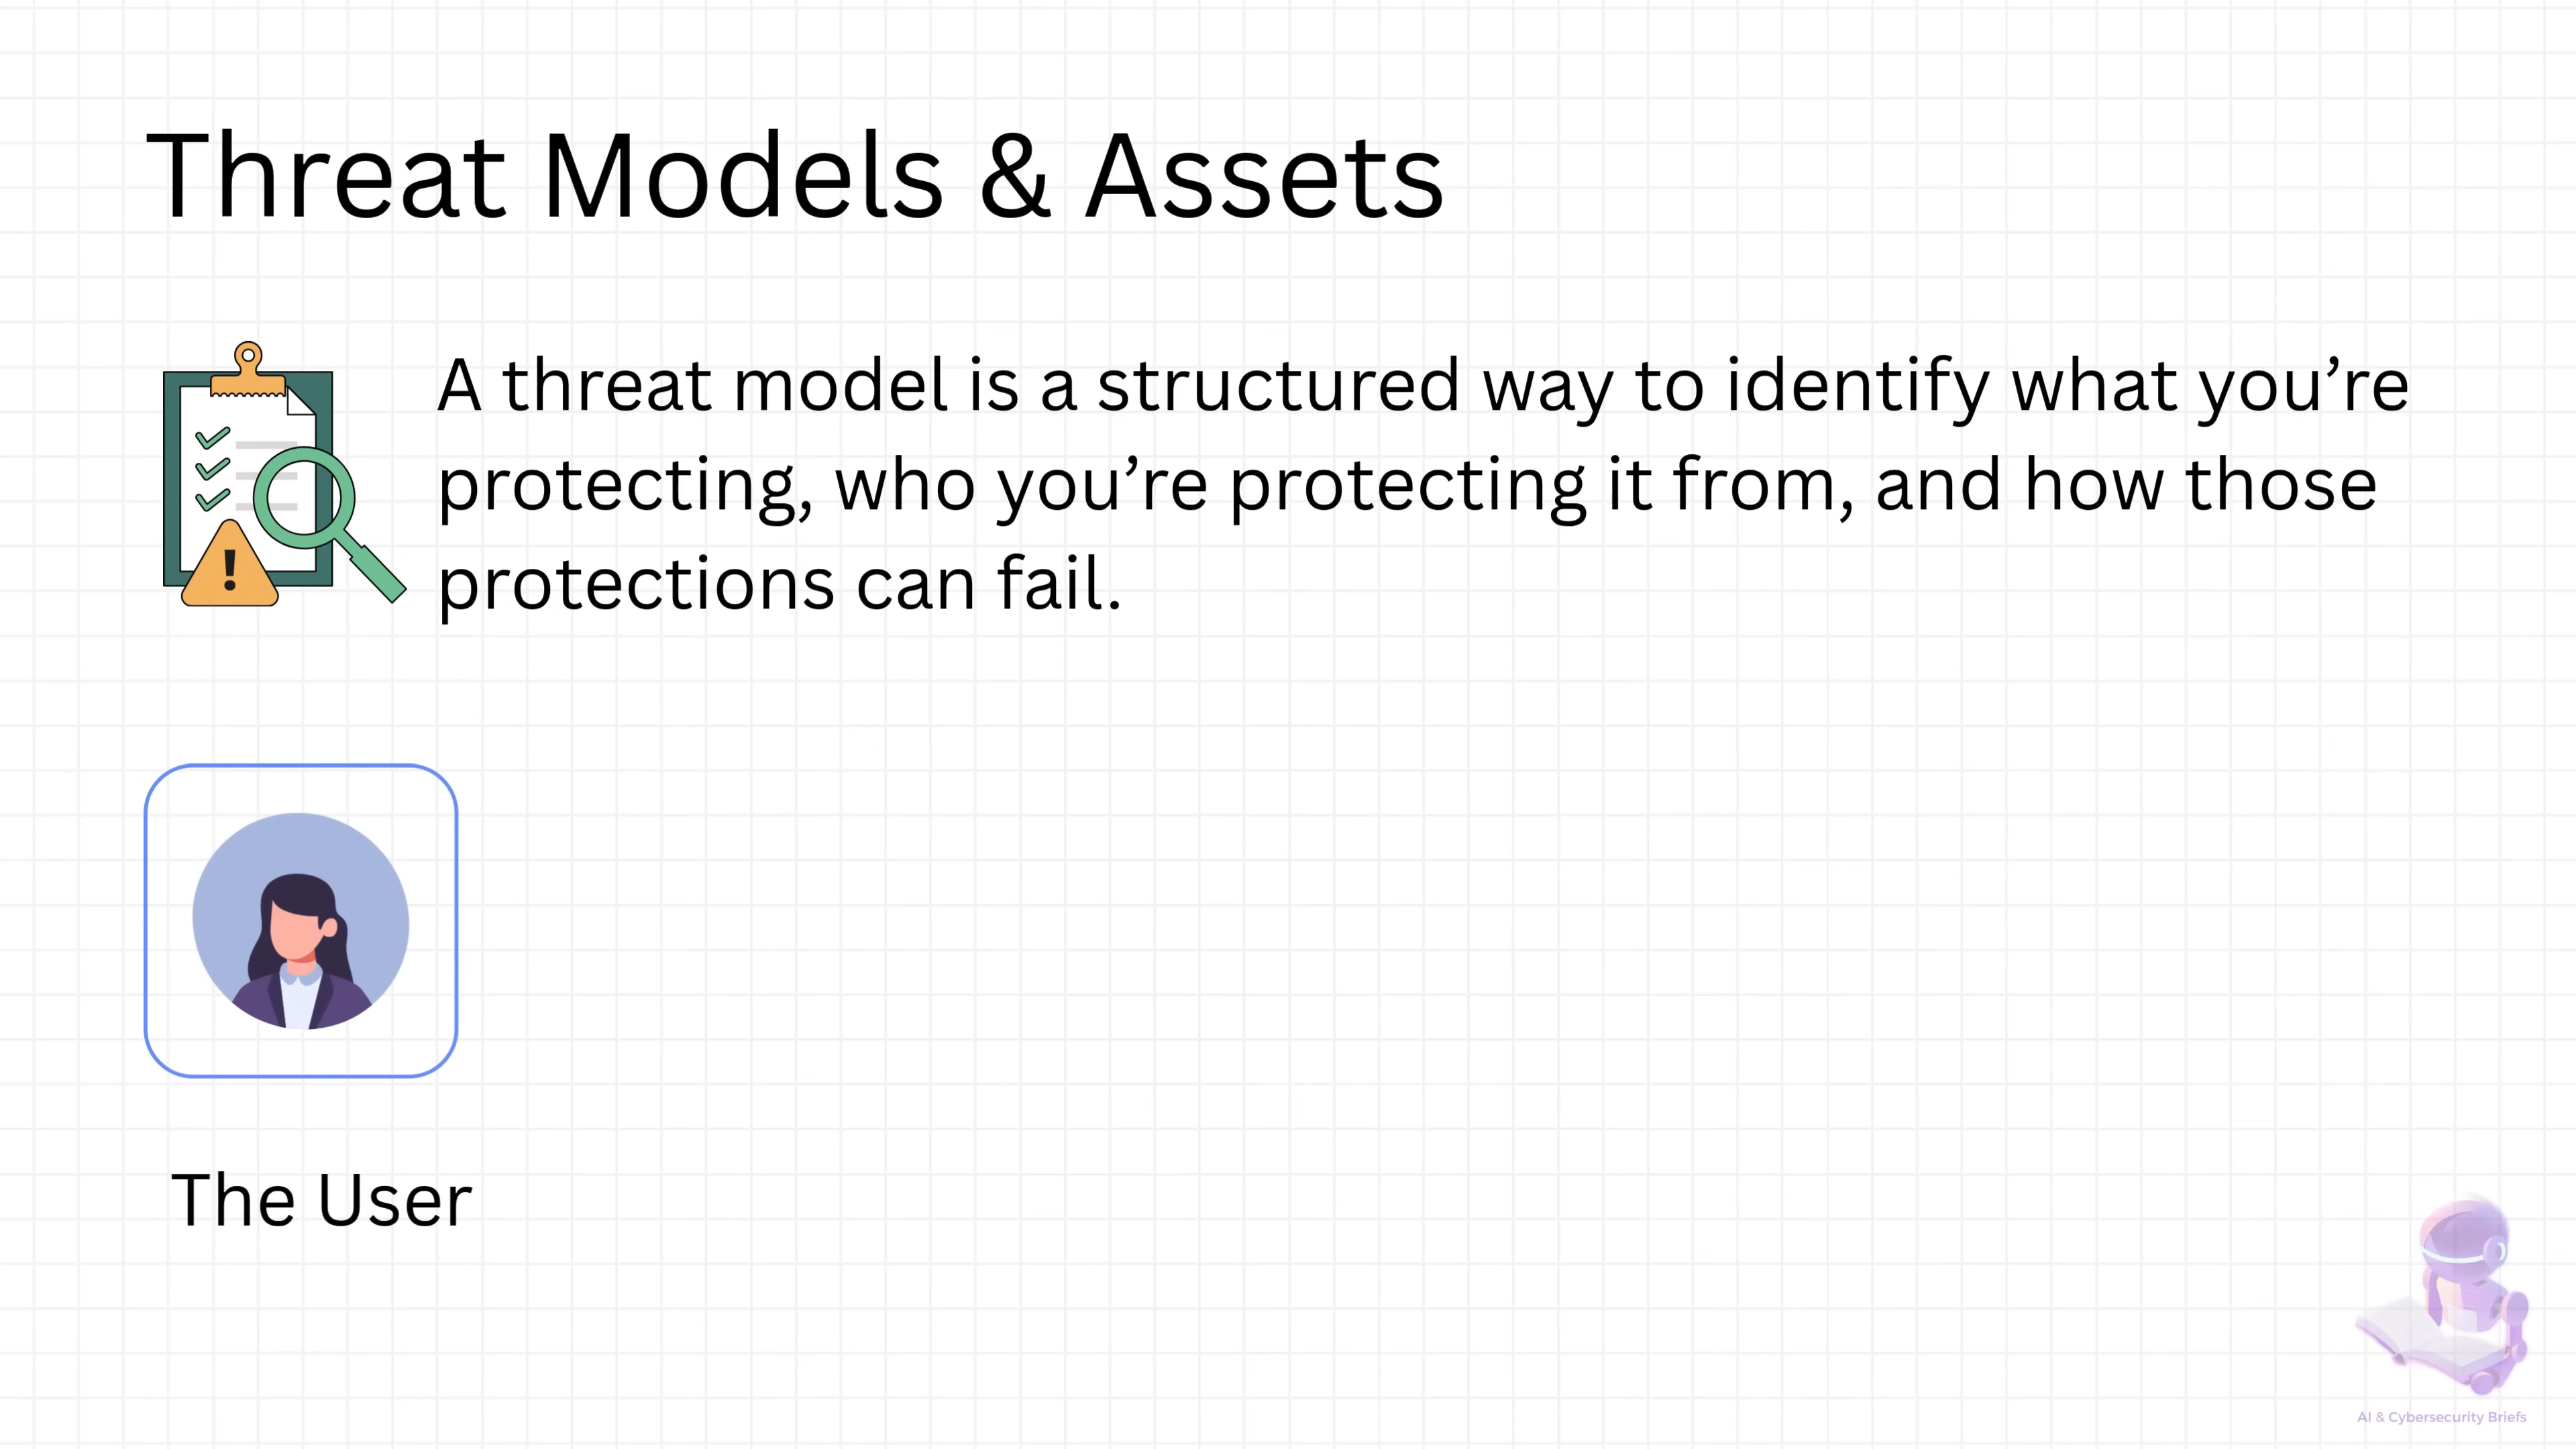 Threat Models & Assets
A threat model is a structured way to identify what you’re
protecting, who you’re protecting it from, and how those
protections can fail.
The User
AI & Cybersecurity Briefs